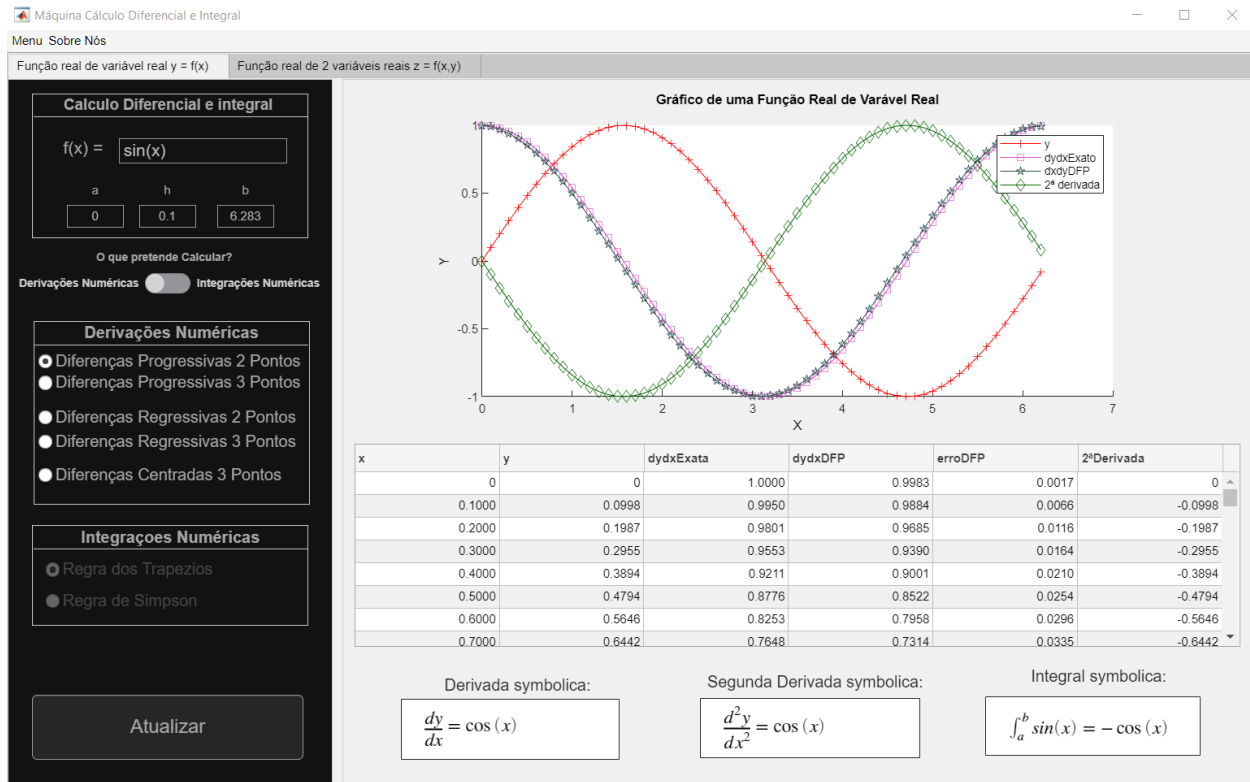 Máquina Cálculo Diferencial e Integral
Menu Sobre Nós
Função real de variável real y = f(x) Função real de 2 variáveis reais z = f(x,y)
Calculo Diferencial e integral
f(x) = sin(x)
a h b
0 0.1 6.283
O que pretende Calcular?
Derivações Numéricas Integrações Numéricas
Derivações Numéricas
Diferenças Progressivas 2 Pontos
Diferenças Progressivas 3 Pontos
Diferenças Regressivas 2 Pontos
Diferenças Regressivas 3 Pontos
Diferenças Centradas 3 Pontos
Integraçoes Numéricas
Regra dos Trapezios
Regra de Simpson
Atualizar
Gráfico de uma Função Real de Varável Real
1
0.5
0
-0.5
-1
Y
0 1 2 3 4 5 6 7
X
y
dydxExato
dxdyDFP
2ª derivada
x y dydxExata dydxDFP erroDFP 2ªDerivada
0 0 1.0000 0.9983 0.0017 0
0.1000 0.0998 0.9950 0.9884 0.0066 -0.0998
0.2000 0.1987 0.9801 0.9685 0.0116 -0.1987
0.3000 0.2955 0.9553 0.9390 0.0164 -0.2955
0.4000 0.3894 0.9211 0.9001 0.0210 -0.3894
0.5000 0.4794 0.8776 0.8522 0.0254 -0.4794
0.6000 0.5646 0.8253 0.7958 0.0296 -0.5646
0.7000 0.6442 0.7648 0.7314 0.0335 -0.6442
Derivada symbolica:
dy/dx = cos (x)
Segunda Derivada symbolica:
d²y/dx² = cos (x)
Integral symbolica:
∫ₐᵇ sin(x) = − cos (x)